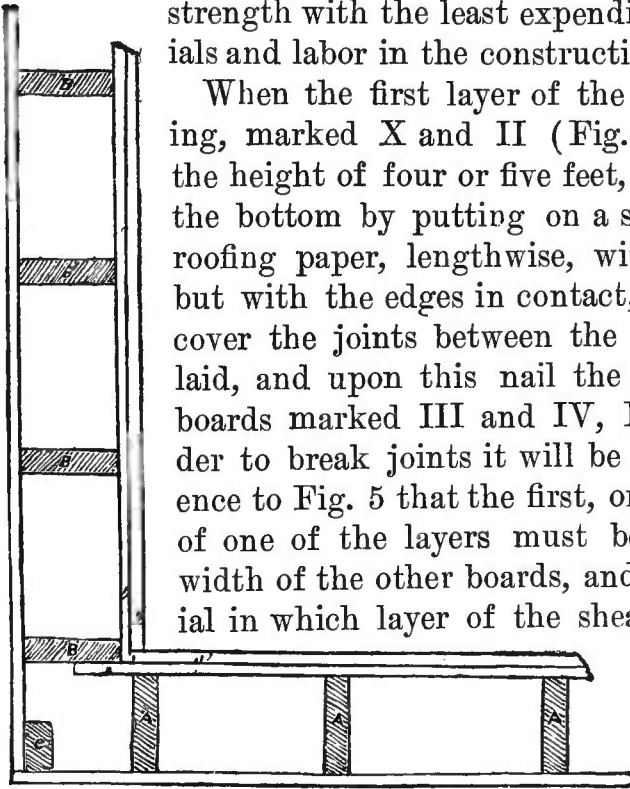 strength with the least expendi
ials and labor in the constructi
When the first layer of the
ing, marked X and II (Fig.
the height of four or five feet,
the bottom by putting on a s
roofing paper, lengthwise, wi
but with the edges in contact,
cover the joints between the
laid, and upon this nail the
boards marked III and IV, I
der to break joints it will be
ence to Fig. 5 that the first, or
of one of the layers must b
width of the other boards, and
ial in which layer of the shea
B
B
B
A
A
A